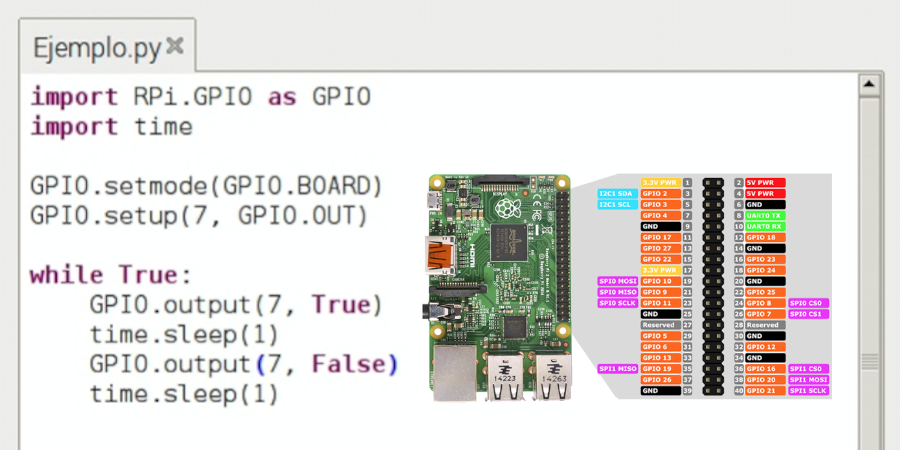 Ejemplo.py
import RPi.GPIO as GPIO
import time
GPIO.setmode(GPIO.BOARD)
GPIO.setup(7, GPIO.OUT)
while True:
GPIO.output(7, True)
time.sleep(1)
GPIO.output(7, False)
time.sleep(1)
HDMI
14223
14263
3.3V PWR 1 2 5V PWR
I2C1 SDA GPIO 2 3 4 5V PWR
I2C1 SCL GPIO 3 5 6 GND
GPIO 4 7 8 UART0 TX
GND 9 10 UART0 RX
GPIO 17 11 12 GPIO 18
GPIO 27 13 14 GND
GPIO 22 15 16 GPIO 23
3.3V PWR 17 18 GPIO 24
SPI0 MOSI GPIO 10 19 20 GND
SPI0 MISO GPIO 9 21 22 GPIO 25
SPI0 SCLK GPIO 11 23 24 GPIO 8 SPI0 CS0
GND 25 26 GPIO 7 SPI0 CS1
Reserved 27 28 Reserved
GPIO 5 29 30 GND
GPIO 6 31 32 GPIO 12
GPIO 13 33 34 GND
SPI1 MISO GPIO 19 35 36 GPIO 16 SPI1 CS0
GPIO 26 37 38 GPIO 20 SPI1 MOSI
GND 39 40 GPIO 21 SPI1 SCLK